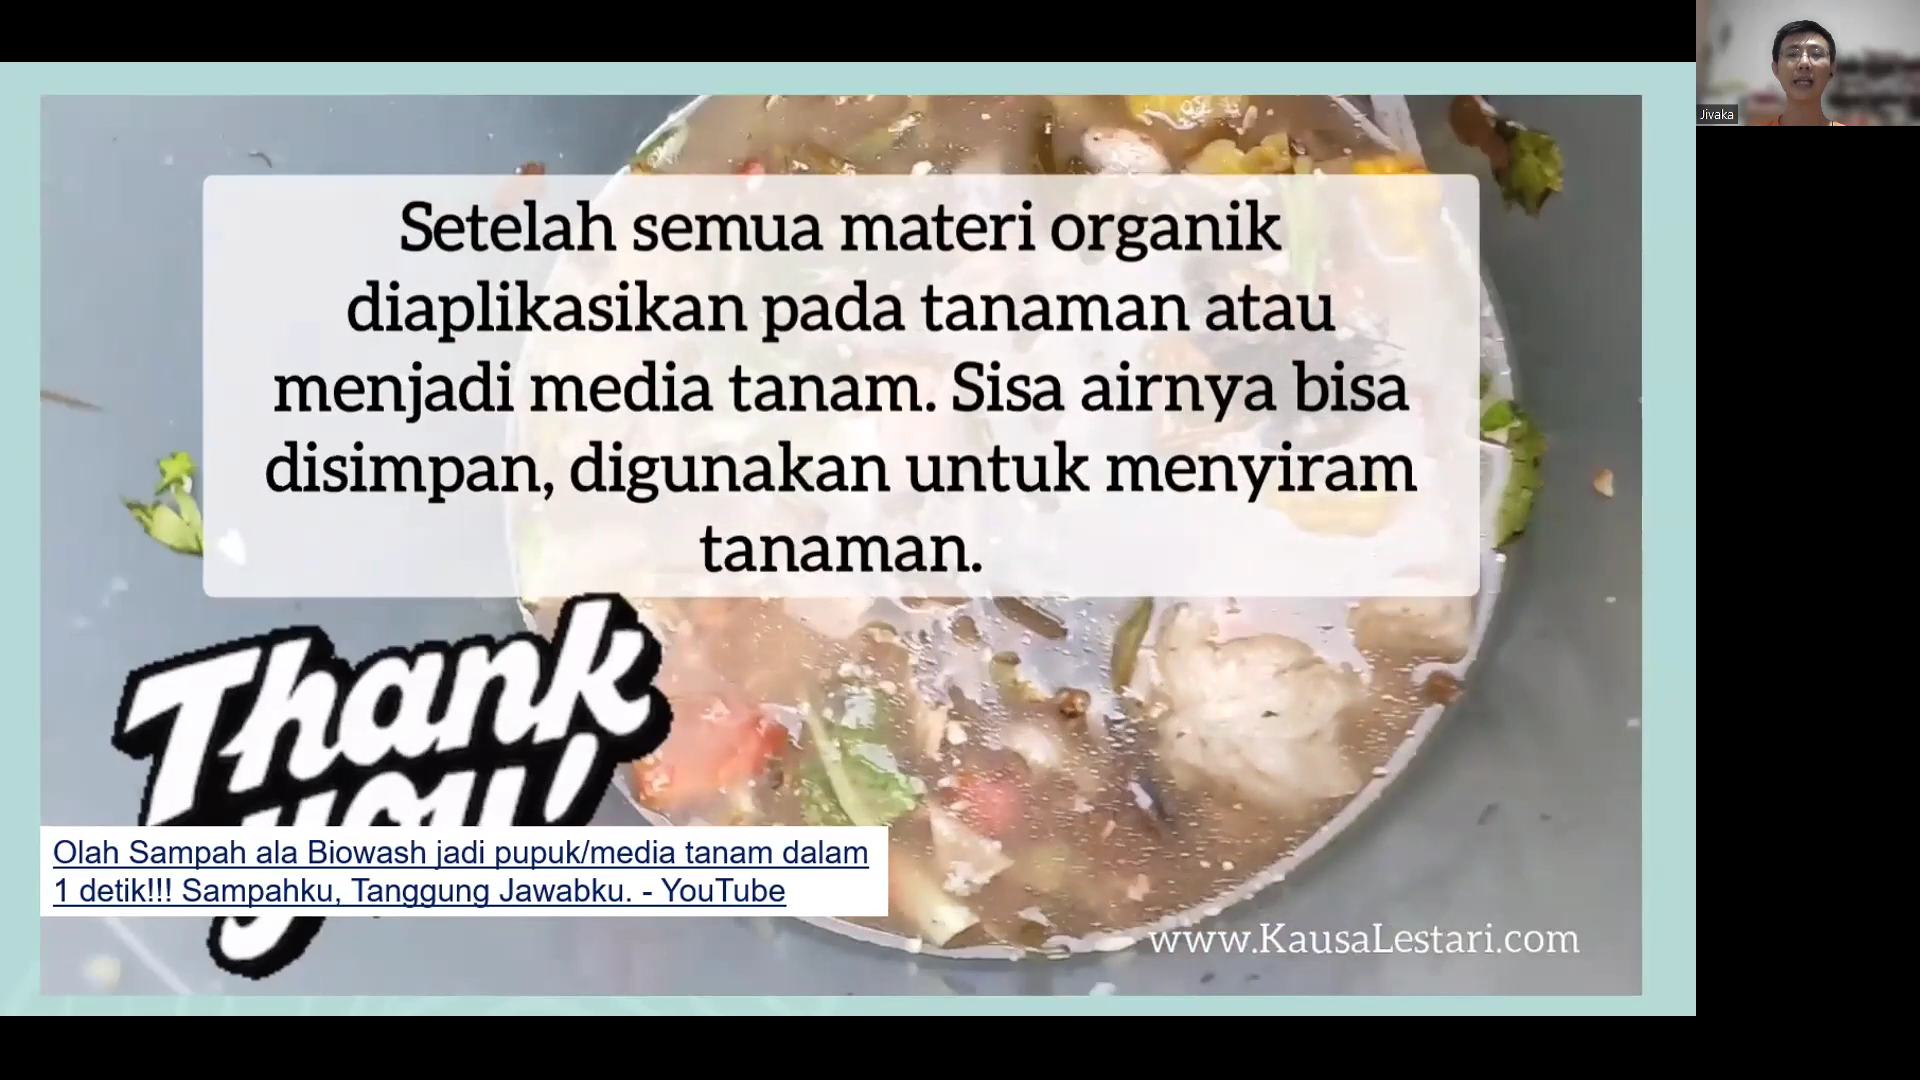 Jivaka
Setelah semua materi organik
diaplikasikan pada tanaman atau
menjadi media tanam. Sisa airnya bisa
disimpan, digunakan untuk menyiram
tanaman.
Thank
you!
Olah Sampah ala Biowash jadi pupuk/media tanam dalam
1 detik!!! Sampahku, Tanggung Jawabku. - YouTube
www.KausaLestari.com